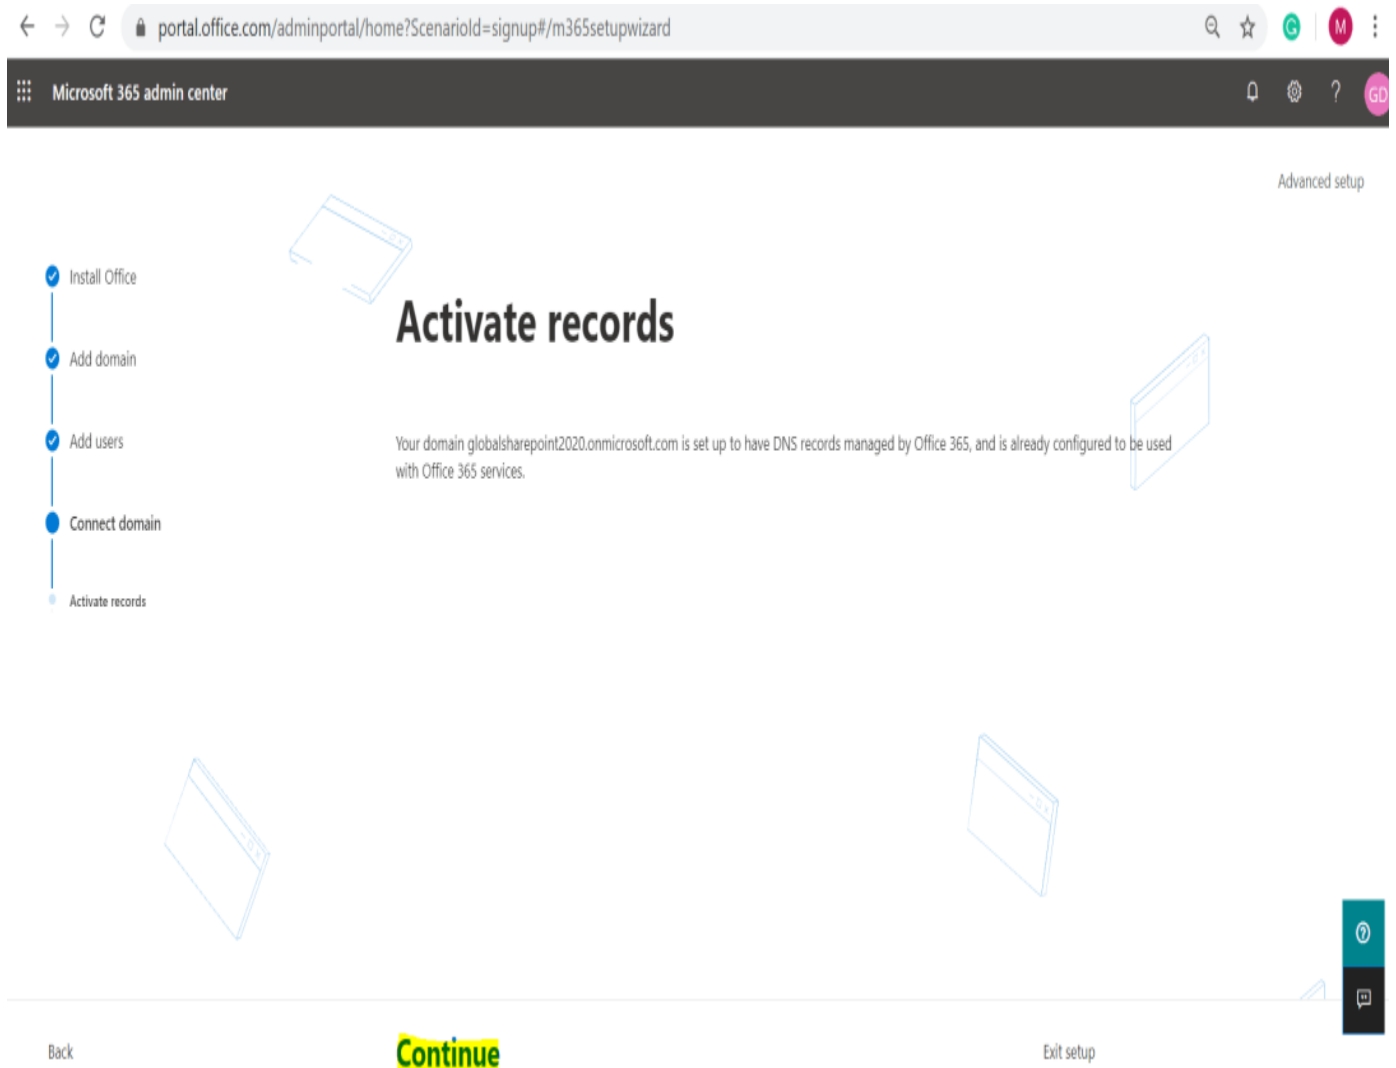 portal.office.com/adminportal/home?ScenarioId=signup#/m365setupwizard
G
M
Microsoft 365 admin center
?
GD
Advanced setup
Install Office
Add domain
Add users
Connect domain
Activate records
Activate records
Your domain globalsharepoint2020.onmicrosoft.com is set up to have DNS records managed by Office 365, and is already configured to be used
with Office 365 services.
Back
Continue
Exit setup